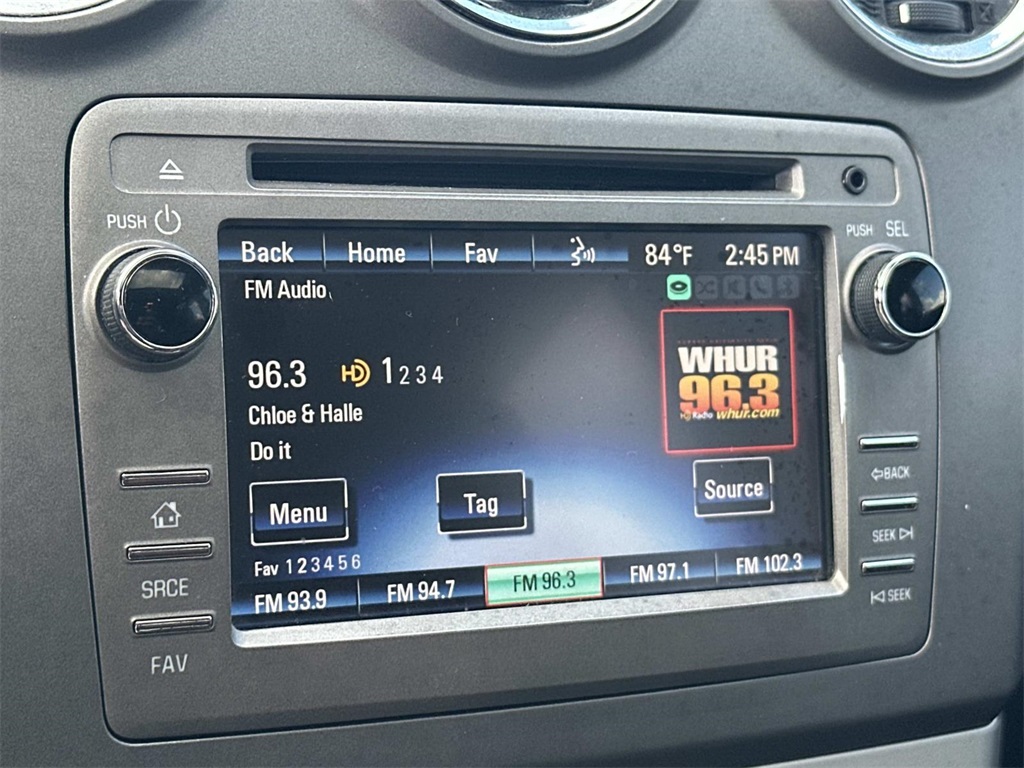 PUSH
PUSH SEL
Back Home Fav 84°F 2:45 PM
FM Audio
WHUR
96.3
HD Radio whur.com
96.3 HD 1 2 3 4
Chloe & Halle
Do it
Menu Tag Source
Fav 1 2 3 4 5 6
FM 93.9 FM 94.7 FM 96.3 FM 97.1 FM 102.3
SRCE
FAV
BACK
SEEK
SEEK